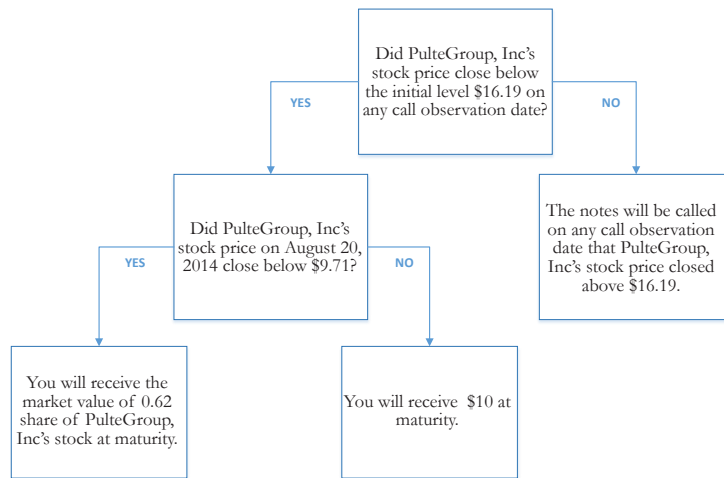 Did PulteGroup, Inc's
stock price close below
the initial level $16.19 on
any call observation date?
YES
NO
Did PulteGroup, Inc's
stock price on August 20,
2014 close below $9.71?
The notes will be called
on any call observation
date that PulteGroup,
Inc's stock price closed
above $16.19.
YES
NO
You will receive the
market value of 0.62
share of PulteGroup,
Inc's stock at maturity.
You will receive $10 at
maturity.